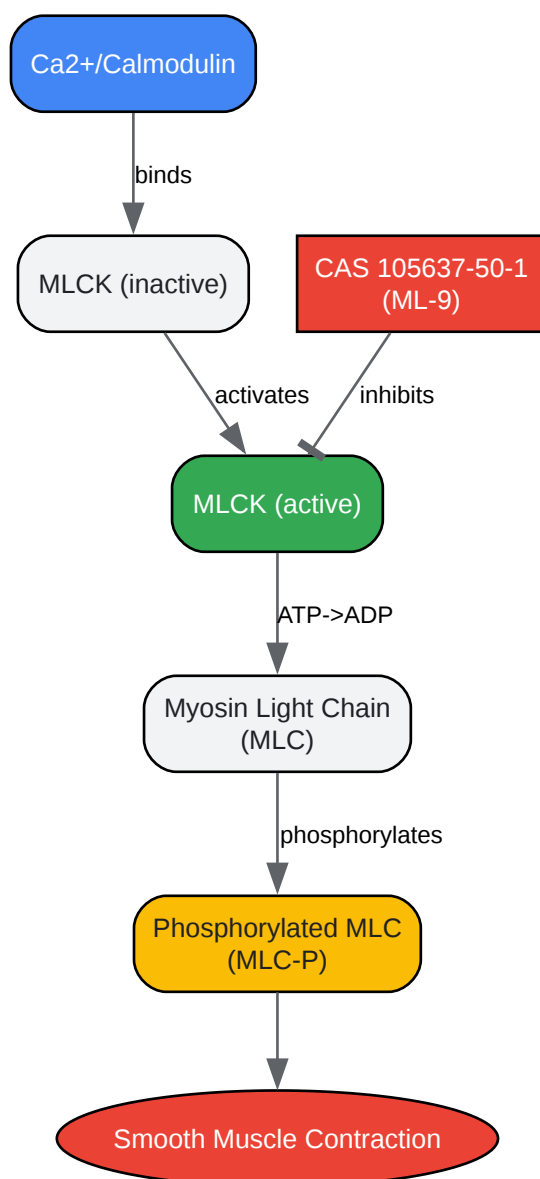 Ca2+/Calmodulin
binds
MLCK (inactive)
CAS 105637-50-1
(ML-9)
activates
inhibits
MLCK (active)
ATP->ADP
Myosin Light Chain
(MLC)
phosphorylates
Phosphorylated MLC
(MLC-P)
Smooth Muscle Contraction